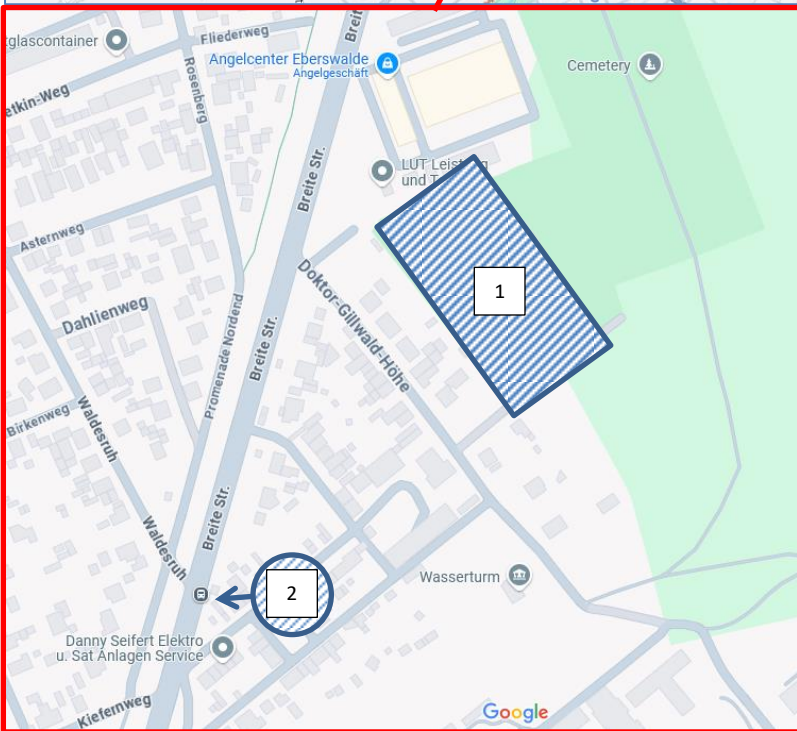 Fliederweg
Breit
tglascontainer
Angelcenter Eberswalde
Angelgeschäft
Cemetery
etkin-Weg
Rosenberg
LUT Leist
und T
Breite Str.
Asternweg
1
Doktor-Gillwald-Höhe
Dahlienweg
Promenade Nordend
Breite Str.
Birkenweg
Waldesruh
Breite Str.
Waldesruh
Wasserturm
2
Danny Seifert Elektro
u. Sat Anlagen Service
Kiefernweg
Google